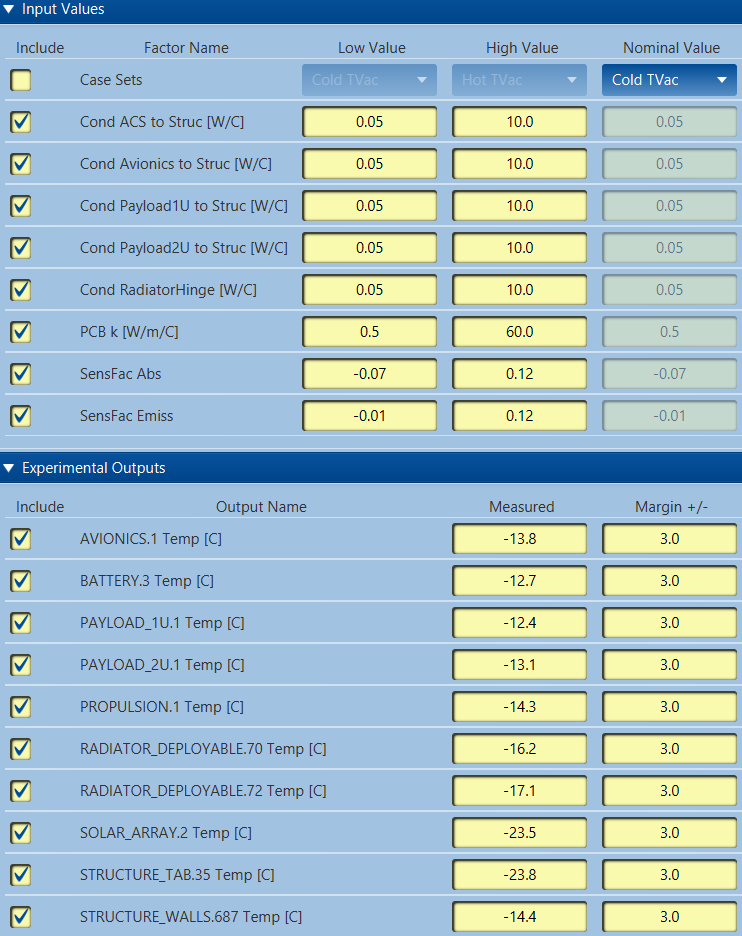 Input Values
Include Factor Name Low Value High Value Nominal Value
Case Sets Cold TVac Hot TVac Cold TVac
Cond ACS to Struc [W/C] 0.05 10.0 0.05
Cond Avionics to Struc [W/C] 0.05 10.0 0.05
Cond Payload1U to Struc [W/C] 0.05 10.0 0.05
Cond Payload2U to Struc [W/C] 0.05 10.0 0.05
Cond RadiatorHinge [W/C] 0.05 10.0 0.05
PCB k [W/m/C] 0.5 60.0 0.5
SensFac Abs -0.07 0.12 -0.07
SensFac Emiss -0.01 0.12 -0.01
Experimental Outputs
Include Output Name Measured Margin +/-
AVIONICS.1 Temp [C] -13.8 3.0
BATTERY.3 Temp [C] -12.7 3.0
PAYLOAD_1U.1 Temp [C] -12.4 3.0
PAYLOAD_2U.1 Temp [C] -13.1 3.0
PROPULSION.1 Temp [C] -14.3 3.0
RADIATOR_DEPLOYABLE.70 Temp [C] -16.2 3.0
RADIATOR_DEPLOYABLE.72 Temp [C] -17.1 3.0
SOLAR_ARRAY.2 Temp [C] -23.5 3.0
STRUCTURE_TAB.35 Temp [C] -23.8 3.0
STRUCTURE_WALLS.687 Temp [C] -14.4 3.0